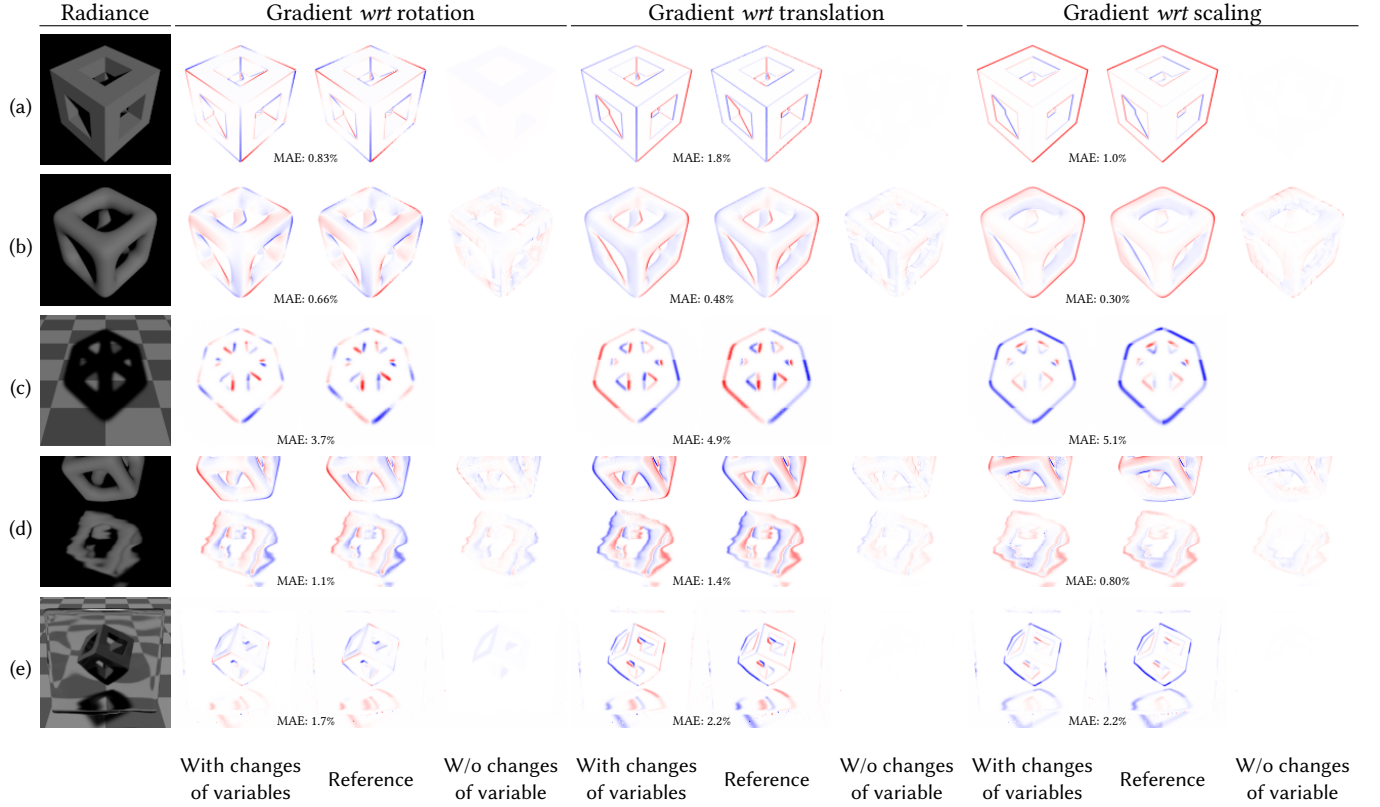 Radiance
Gradient wrt rotation
Gradient wrt translation
Gradient wrt scaling
(a)
MAE: 0.83%
MAE: 1.8%
MAE: 1.0%
(b)
MAE: 0.66%
MAE: 0.48%
MAE: 0.30%
(c)
MAE: 3.7%
MAE: 4.9%
MAE: 5.1%
(d)
MAE: 1.1%
MAE: 1.4%
MAE: 0.80%
(e)
MAE: 1.7%
MAE: 2.2%
MAE: 2.2%
With changes
of variables
Reference
W/o changes
of variable
With changes
of variables
Reference
W/o changes
of variable
With changes
of variables
Reference
W/o changes
of variable